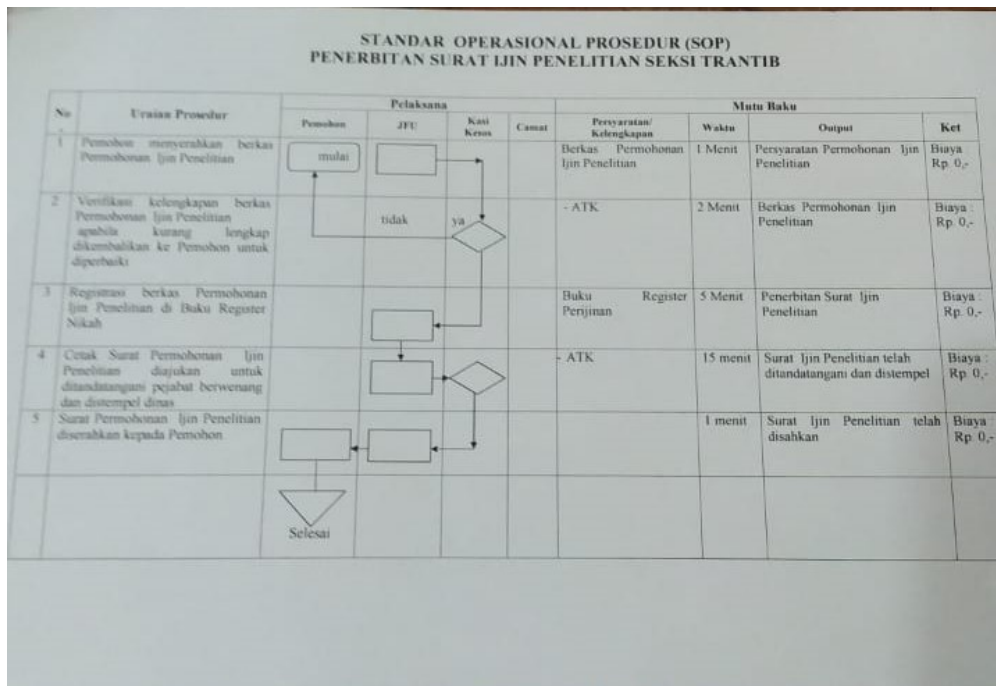 STANDAR OPERASIONAL PROSEDUR (SOP)
PENERBITAN SURAT IJIN PENELITIAN SEKSI TRANTIB
No Uraian Prosedur Pelaksana Mutu Baku
Pemohon JFU Kasi Kesos Camat Persyaratan/ Kelengkapan Waktu Output Ket
1 Pemohon menyerahkan berkas
Permohonan Ijin Penelitian
mulai
Berkas Permohonan
Ijin Penelitian
1 Menit
Persyaratan Permohonan Ijin
Penelitian
Biaya
Rp. 0,-
2 Verifikasi kelengkapan berkas
Permohonan Ijin Penelitian
apabila kurang lengkap
dikembalikan ke Pemohon untuk
diperbaiki
tidak
ya
- ATK
2 Menit
Berkas Permohonan Ijin
Penelitian
Biaya :
Rp. 0,-
3 Registrasi berkas Permohonan
Ijin Penelitian di Buku Register
Nikah
Buku Register
Perijinan
5 Menit
Penerbitan Surat Ijin
Penelitian
Biaya :
Rp. 0,-
4 Cetak Surat Permohonan Ijin
Penelitian diajukan untuk
ditandatangani pejabat berwenang
dan distempel dinas
- ATK
15 menit
Surat Ijin Penelitian telah
ditandatangani dan distempel
Biaya :
Rp. 0,-
5 Surat Permohonan Ijin Penelitian
diserahkan kepada Pemohon
1 menit
Surat Ijin Penelitian telah
disahkan
Biaya :
Rp. 0,-
Selesai